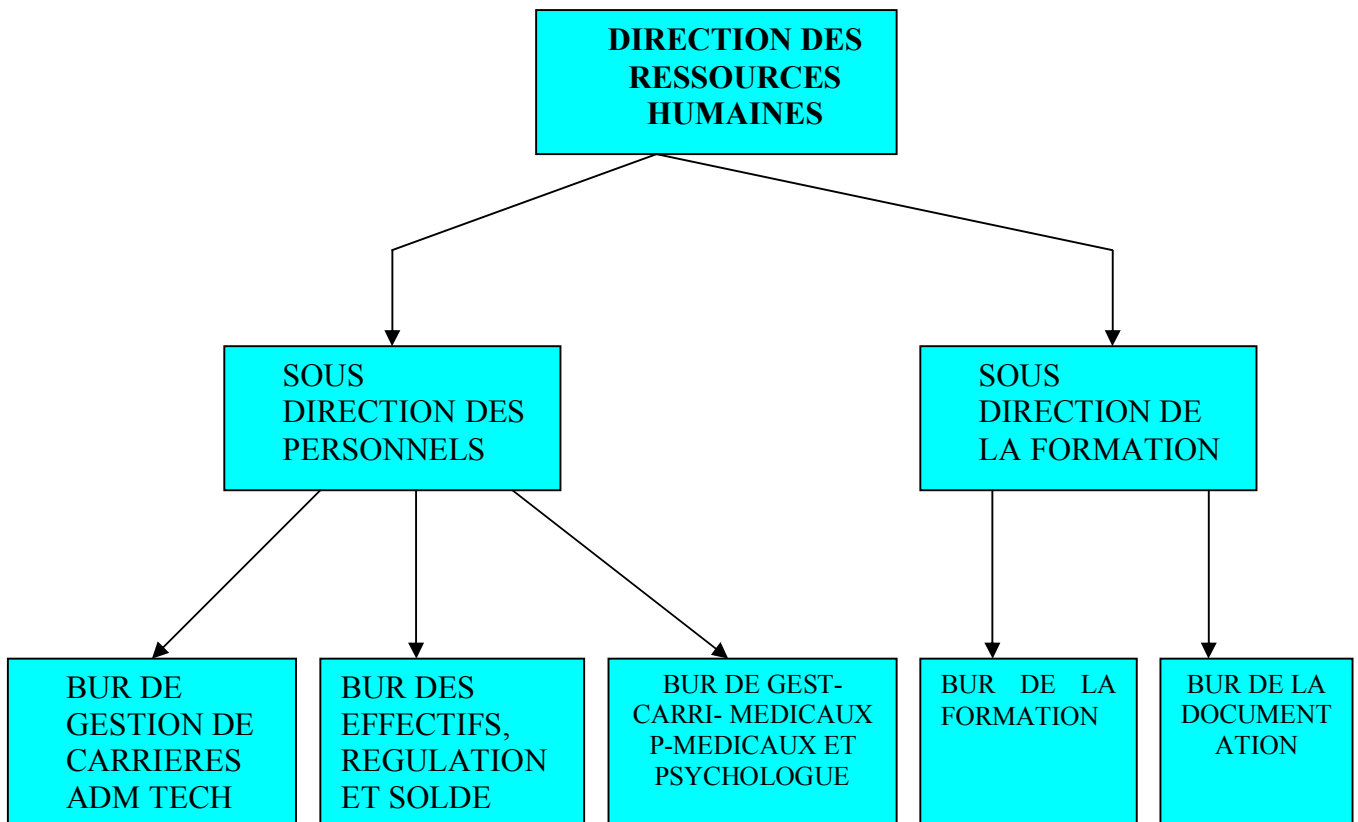 DIRECTION DES
RESSOURCES
HUMAINES
SOUS
DIRECTION DES
PERSONNELS
SOUS
DIRECTION DE
LA FORMATION
BUR DE
GESTION DE
CARRIERES
ADM TECH
BUR DES
EFFECTIFS,
REGULATION
ET SOLDE
BUR DE GEST-
CARRI- MEDICAUX
P-MEDICAUX ET
PSYCHOLOGUE
BUR DE LA
FORMATION
BUR DE LA
DOCUMENT
ATION